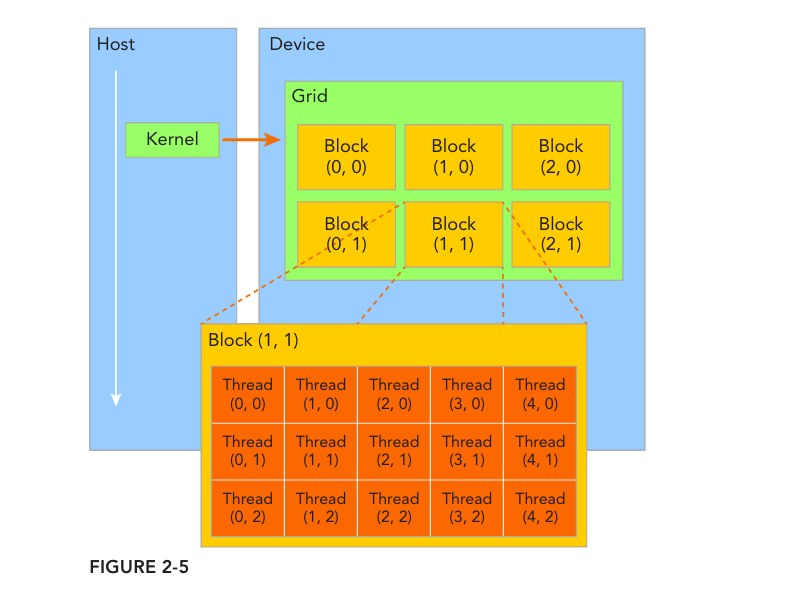 Host
Device
Grid
Kernel
Block
(0, 0)
Block
(1, 0)
Block
(2, 0)
Block
(0, 1)
Block
(1, 1)
Block
(2, 1)
Block (1, 1)
Thread
(0, 0)
Thread
(1, 0)
Thread
(2, 0)
Thread
(3, 0)
Thread
(4, 0)
Thread
(0, 1)
Thread
(1, 1)
Thread
(2, 1)
Thread
(3, 1)
Thread
(4, 1)
Thread
(0, 2)
Thread
(1, 2)
Thread
(2, 2)
Thread
(3, 2)
Thread
(4, 2)
FIGURE 2-5